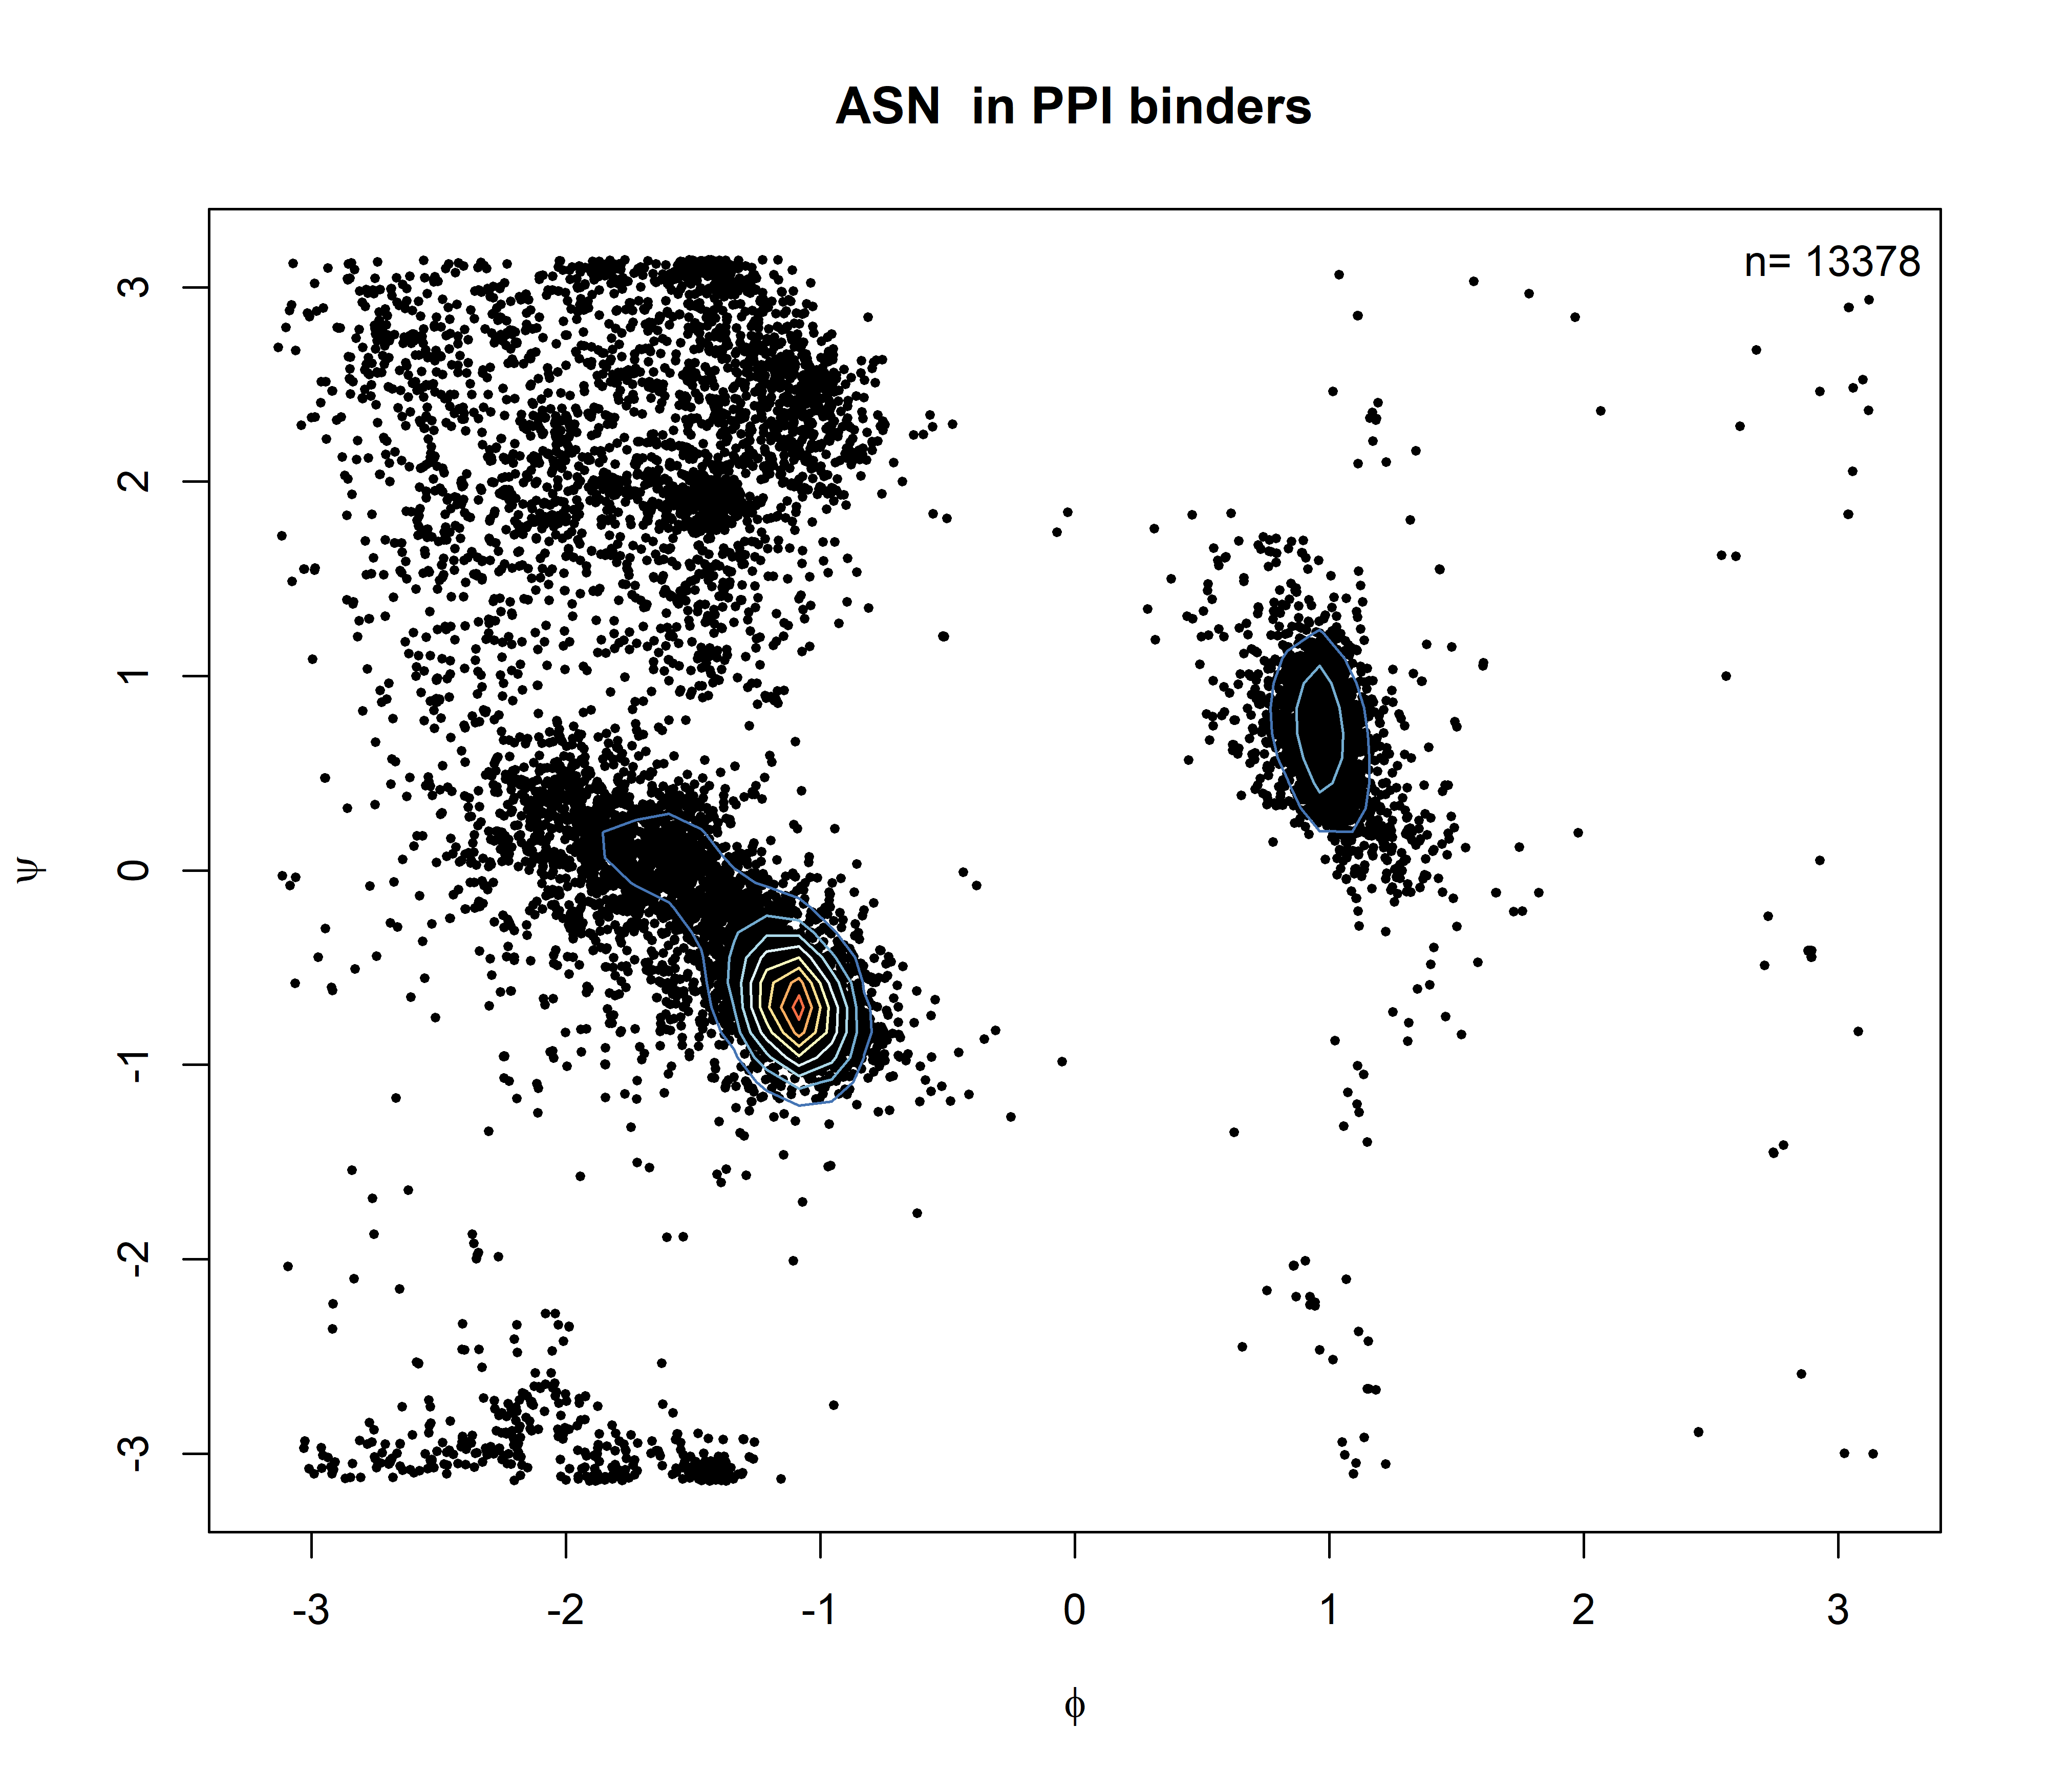 ASN  in PPI binders
n= 13378
3
2
1
0
-1
-2
-3
ψ
-3 -2 -1 0 1 2 3
ϕ